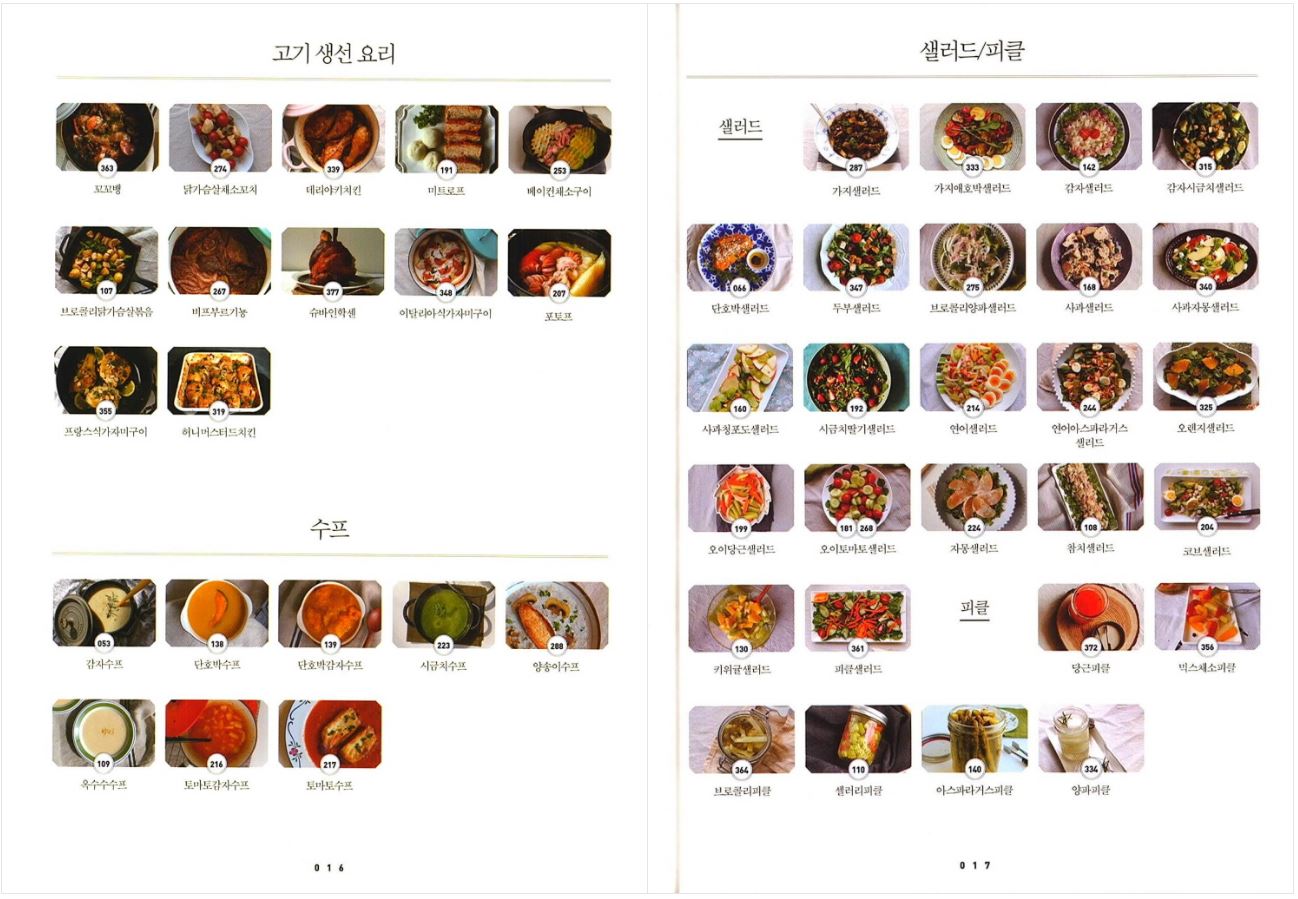 고기 생선 요리
363 274 339 191 253
꼬꼬뱅 닭가슴살채소꼬치 데리야키치킨 미트로프 베이컨채소구이
107 267 377 348 207
브로콜리닭가슴살볶음 비프부르기뇽 슈바인학센 이탈리아식가자미구이 포토프
355 319
프랑스식가자미구이 허니머스터드치킨
수프
053 138 139 223 288
감자수프 단호박수프 단호박감자수프 시금치수프 양송이수프
109 216 217
옥수수수프 토마토감자수프 토마토수프
016
샐러드/피클
샐러드
287 333 142 315
가지샐러드 가지애호박샐러드 감자샐러드 감자시금치샐러드
066 347 275 168 340
단호박샐러드 두부샐러드 브로콜리양파샐러드 사과샐러드 사과자몽샐러드
160 192 214 244 325
사과청포도샐러드 시금치딸기샐러드 연어샐러드 연어아스파라거스 오렌지샐러드
샐러드
199 181 268 224 108 204
오이당근샐러드 오이토마토샐러드 자몽샐러드 참치샐러드 코브샐러드
130 361 피클 372 356
키위귤샐러드 피클샐러드 당근피클 믹스채소피클
364 110 140 334
브로콜리피클 샐러리피클 아스파라거스피클 양파피클
017